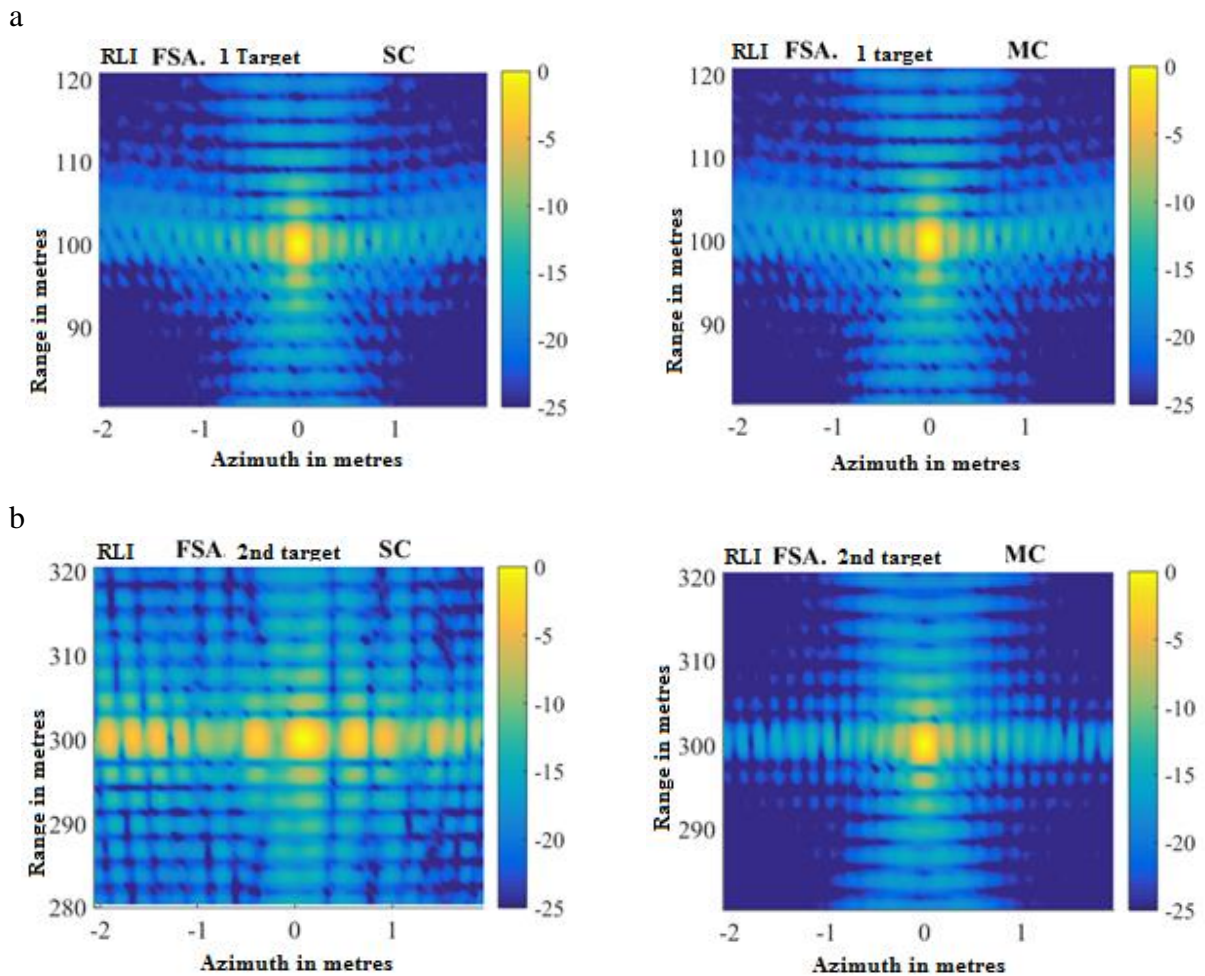 a
RLI FSA. 1 Target SC
120
110
100
90
-2 -1 0 1
Range in metres
Azimuth in metres
0
-5
-10
-15
-20
-25
RLI FSA. 1 target MC
120
110
100
90
-2 -1 0 1
Range in metres
Azimuth in metres
0
-5
-10
-15
-20
-25
b
RLI FSA. 2nd target SC
320
310
300
290
280
-2 -1 0 1
Range in metres
Azimuth in metres
0
-5
-10
-15
-20
-25
RLI FSA. 2nd target MC
320
310
300
290
-2 -1 0 1
Range in metres
Azimuth in metres
0
-5
-10
-15
-20
-25